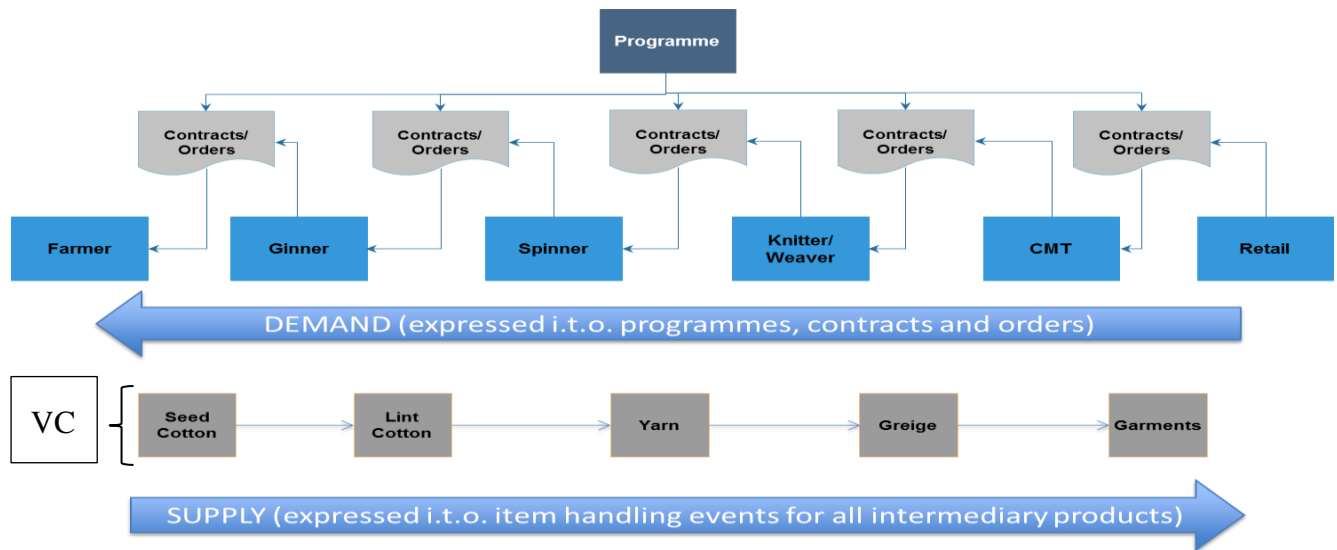 Programme
Contracts/
Orders
Contracts/
Orders
Contracts/
Orders
Contracts/
Orders
Contracts/
Orders
Farmer
Ginner
Spinner
Knitter/
Weaver
CMT
Retail
DEMAND (expressed i.t.o. programmes, contracts and orders)
VC
Seed
Cotton
Lint
Cotton
Yarn
Greige
Garments
SUPPLY (expressed i.t.o. item handling events for all intermediary products)